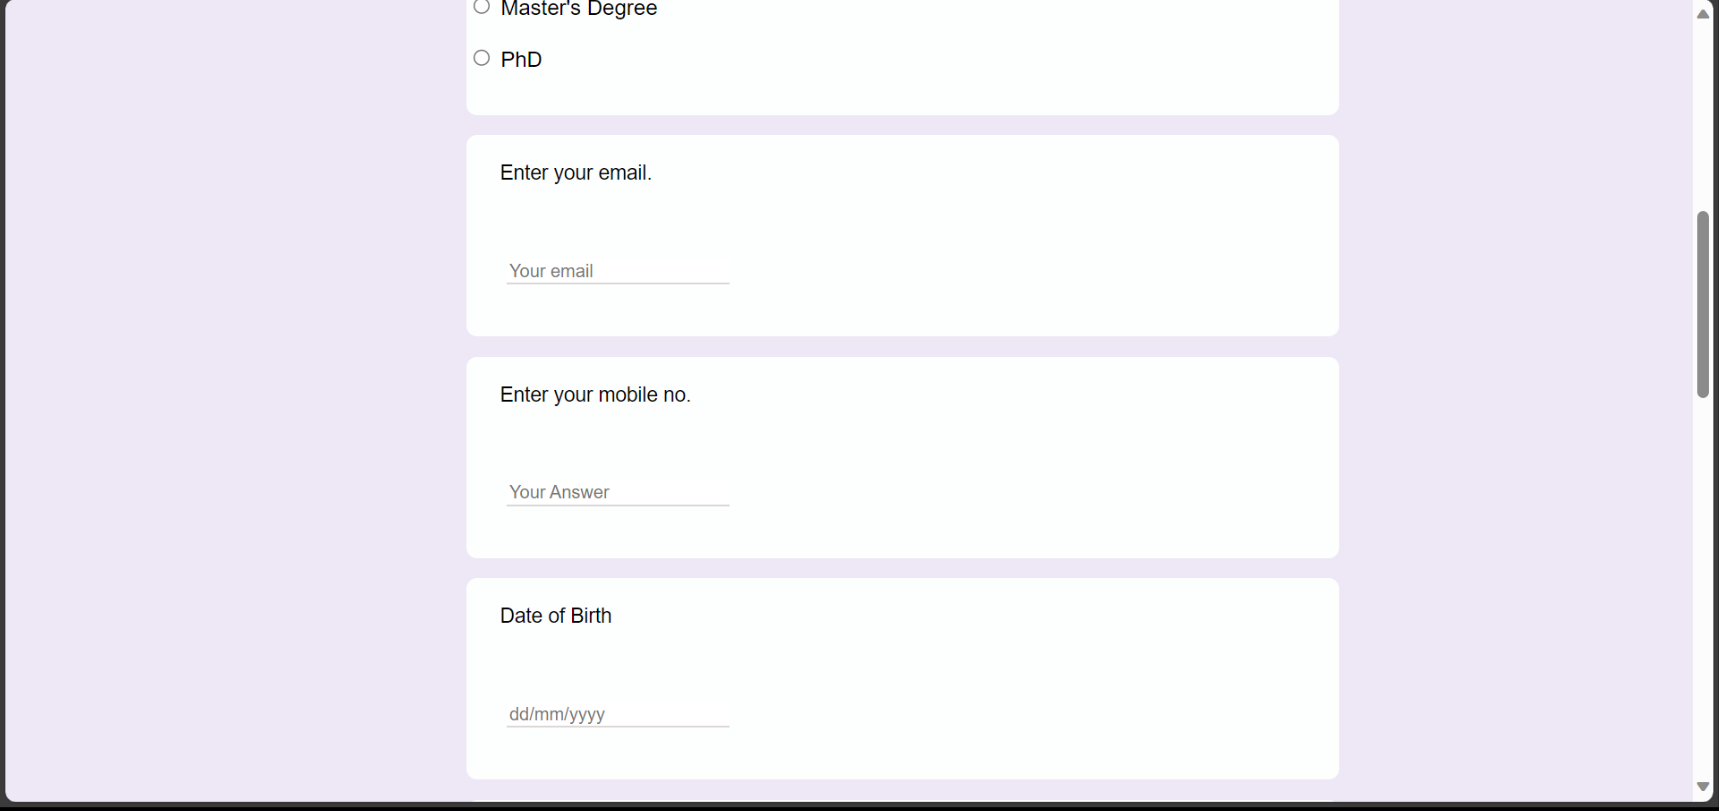 Master's Degree
PhD
Enter your email.
Your email
Enter your mobile no.
Your Answer
Date of Birth
dd/mm/yyyy